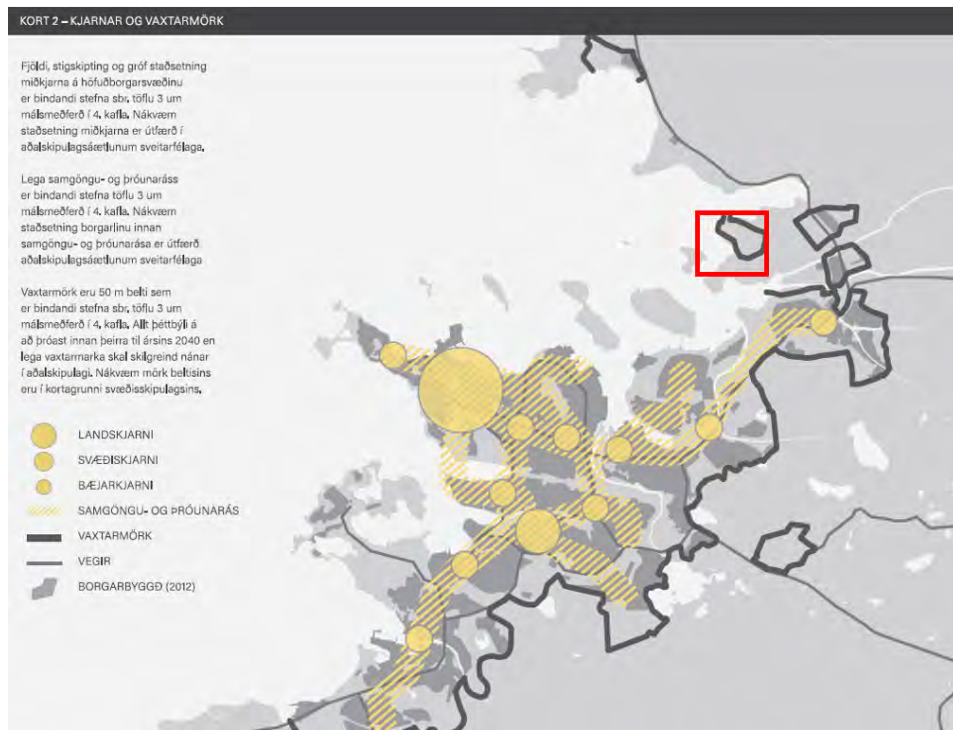 KORT 2 – KJARNAR OG VAXTARMÖRK
Fjöldi, stigskipting og gróf staðsetning
miðkjarna á höfuðborgarsvæðinu
er bindandi stefna sbr. töflu 3 um
málsmeðferð í 4. kafla. Nákvæm
staðsetning miðkjarna er útfærð í
aðalskipulagsáætlunum sveitarfélaga.
Lega samgöngu- og þróunaráss
er bindandi stefna töflu 3 um
málsmeðferð í 4. kafla. Nákvæm
staðsetning borgarlínu innan
samgöngu- og þróunarása er útfærð
aðalskipulagsáætlunum sveitarfélaga
Vaxtarmörk eru 50 m belti sem
er bindandi stefna sbr. töflu 3 um
málsmeðferð í 4. kafla. Allt þéttbýli á
að þróast innan þeirra til ársins 2040 en
lega vaxtarmarka skal skilgreind nánar
í aðalskipulagi. Nákvæm mörk beltisins
eru í kortagrunni svæðisskipulagsins.
LANDSKJARNI
SVÆÐISKJARNI
BÆJARKJARNI
SAMGÖNGU- OG ÞRÓUNARÁS
VAXTARMÖRK
VEGIR
BORGARBYGGÐ (2012)